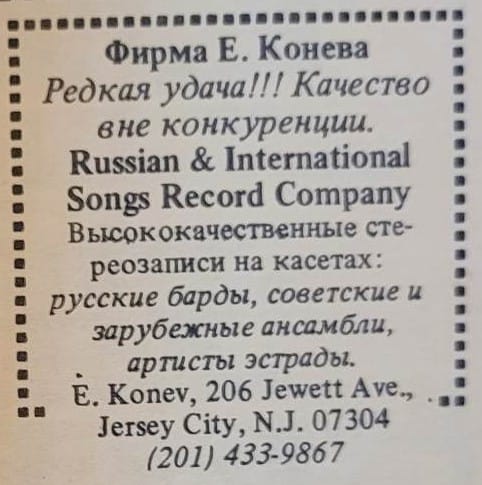 Фирма Е. Конева
Редкая удача!!! Качество
вне конкуренции.
Russian & International
Songs Record Company
Высококачественные сте-
реозаписи на касетах:
русские барды, советские и
зарубежные ансамбли,
артисты эстрады.
E. Konev, 206 Jewett Ave.,
Jersey City, N.J. 07304
(201) 433-9867